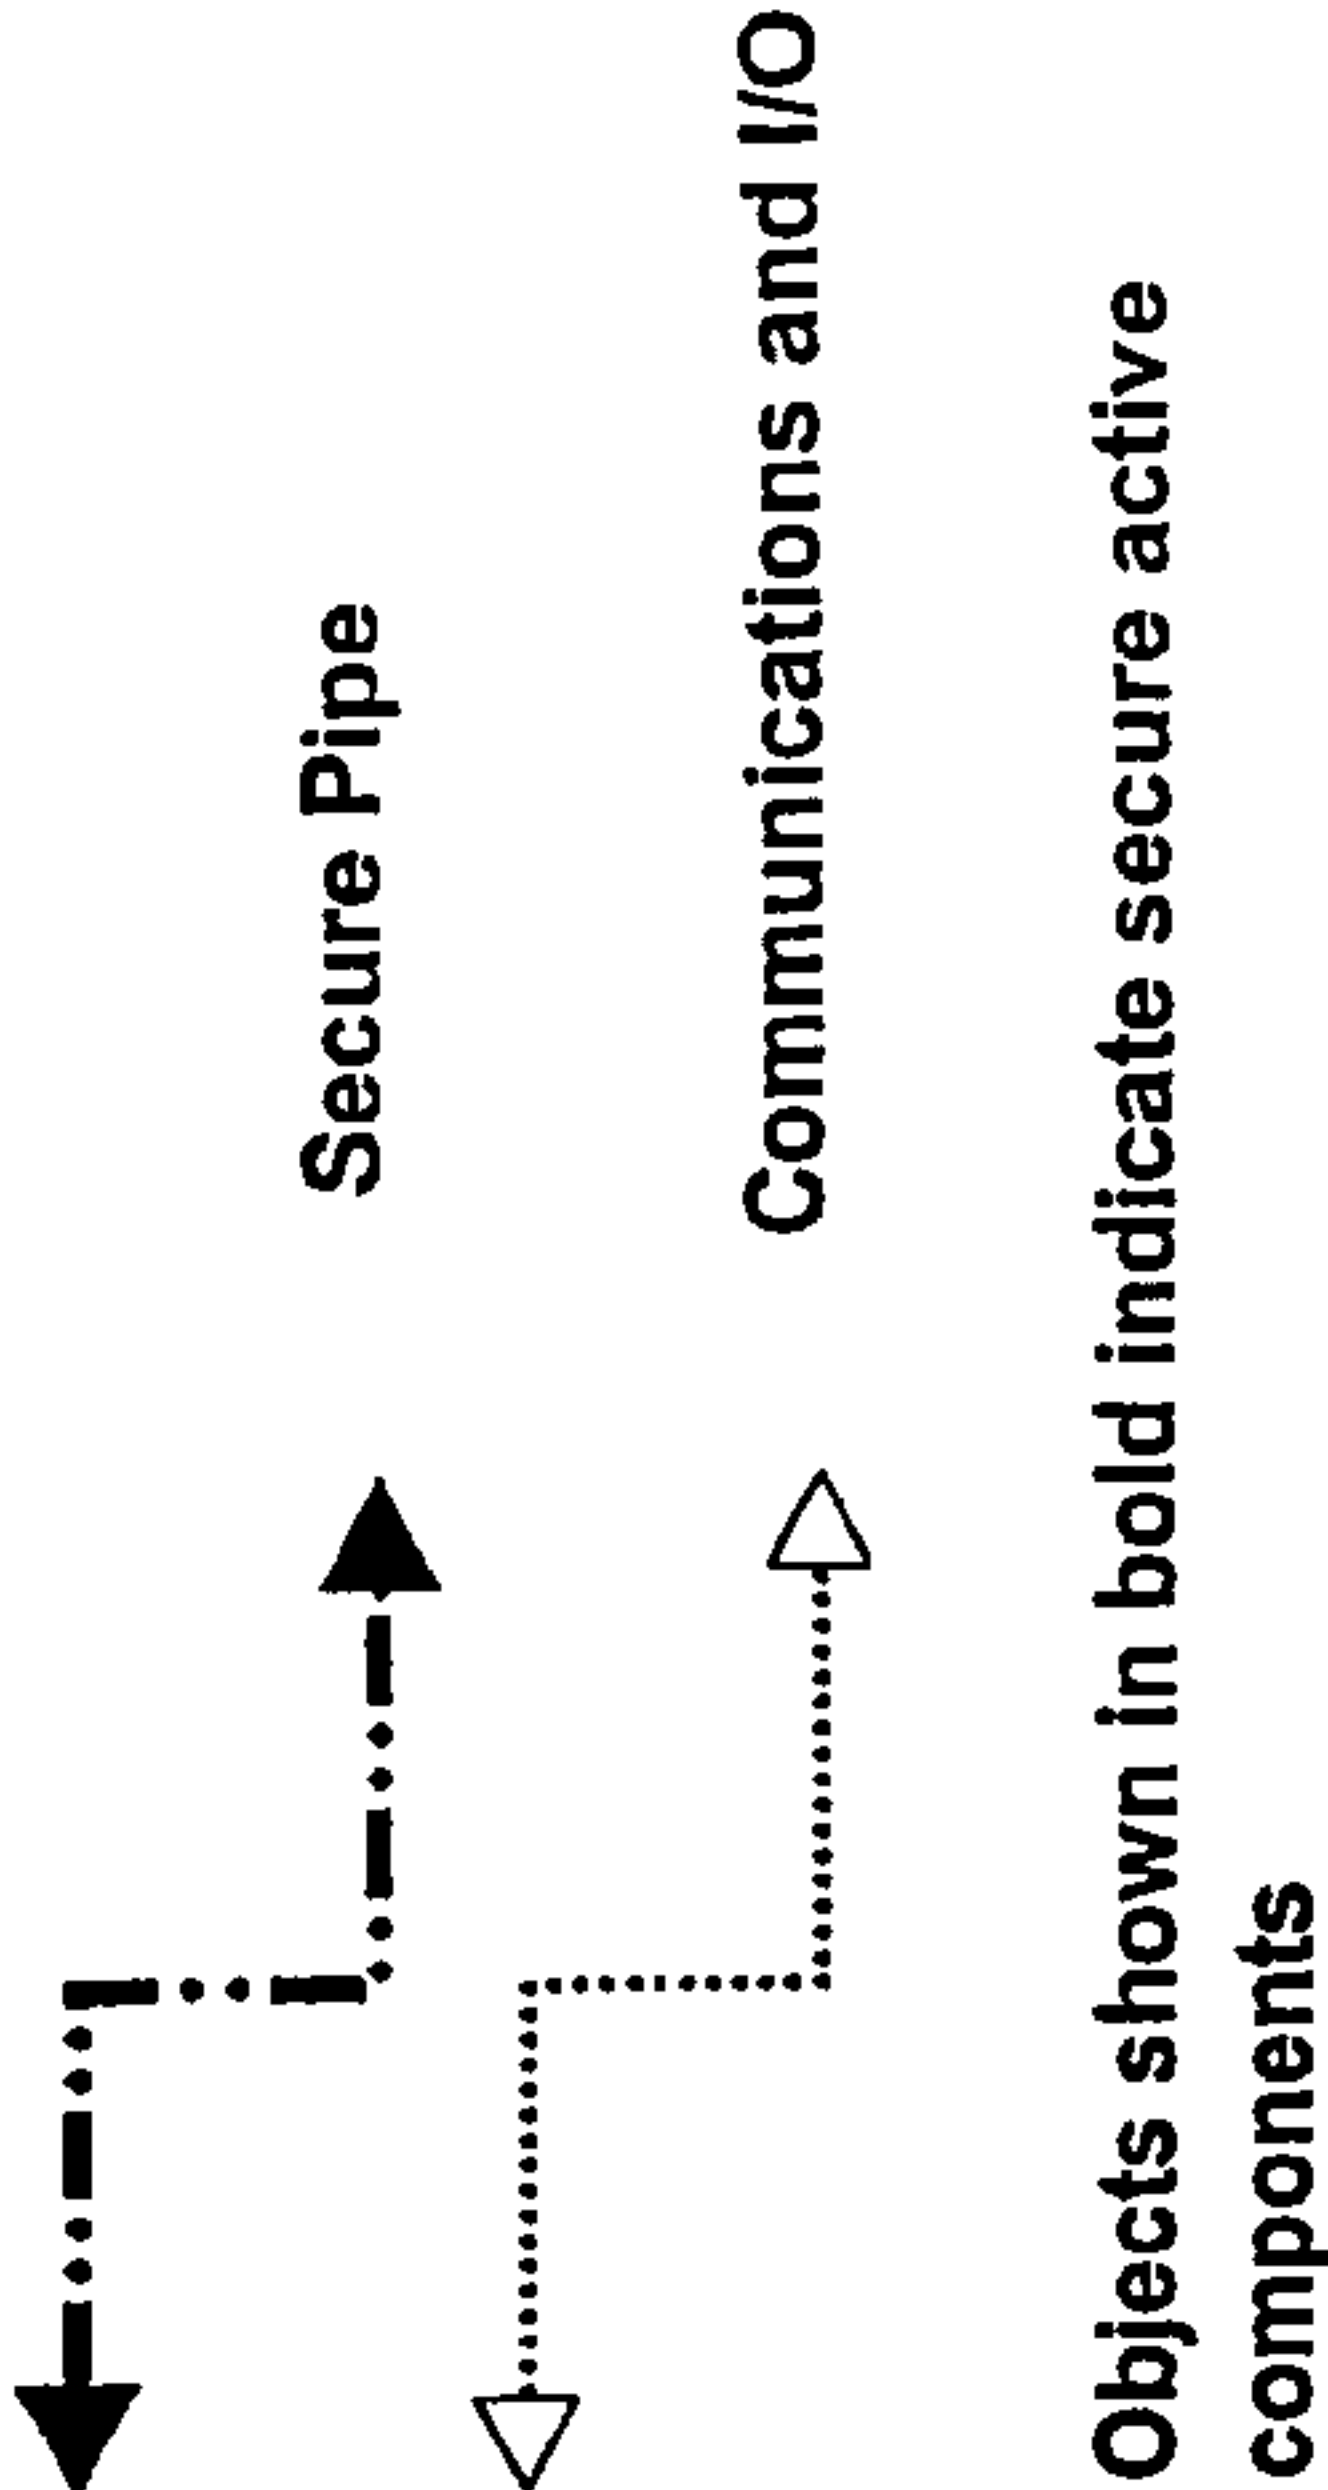 Secure Pipe
Communications and I/O
Objects shown in bold indicate secure active
components